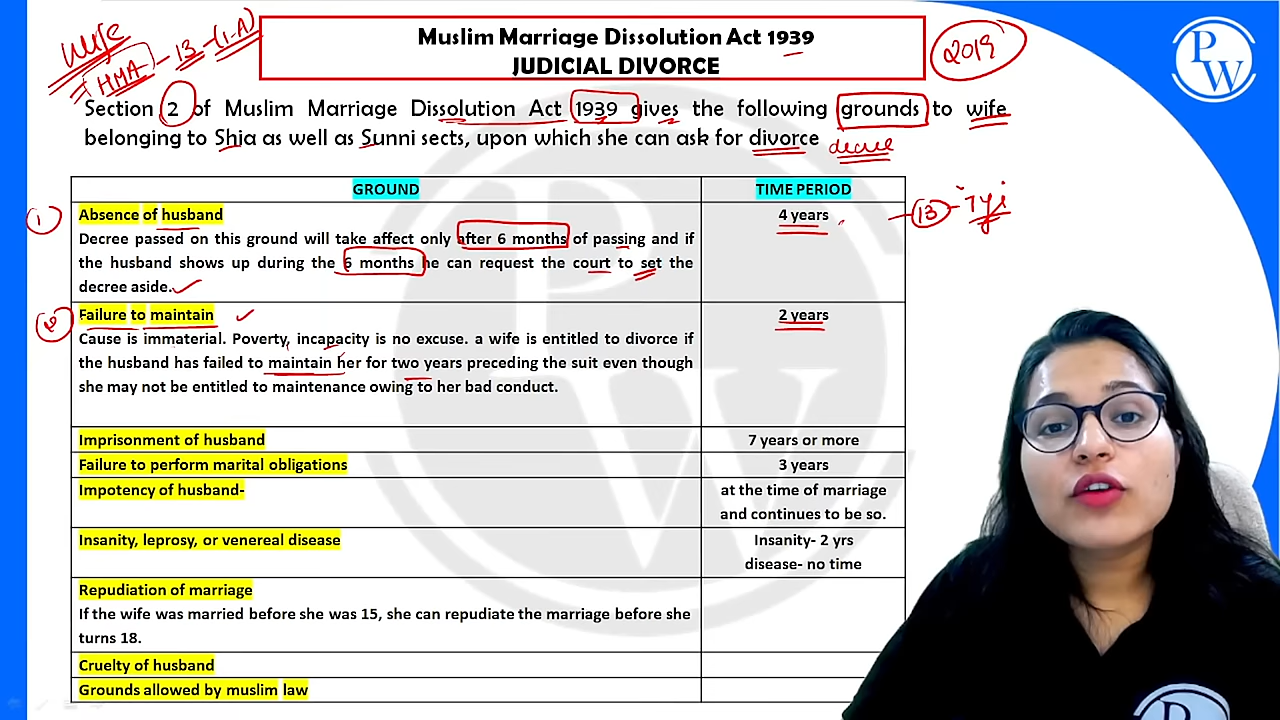 Wife
HMA - 13 - (1-A)
Muslim Marriage Dissolution Act 1939
JUDICIAL DIVORCE
2019
PW
Section 2 of Muslim Marriage Dissolution Act 1939 gives the following grounds to wife
belonging to Shia as well as Sunni sects, upon which she can ask for divorce decree
GROUND TIME PERIOD
1 Absence of husband 4 years - 13 - 7 yr
Decree passed on this ground will take affect only after 6 months of passing and if
the husband shows up during the 6 months he can request the court to set the
decree aside.
2 Failure to maintain 2 years
Cause is immaterial. Poverty, incapacity is no excuse. a wife is entitled to divorce if
the husband has failed to maintain her for two years preceding the suit even though
she may not be entitled to maintenance owing to her bad conduct.
Imprisonment of husband 7 years or more
Failure to perform marital obligations 3 years
Impotency of husband- at the time of marriage
and continues to be so.
Insanity, leprosy, or venereal disease Insanity- 2 yrs
disease- no time
Repudiation of marriage
If the wife was married before she was 15, she can repudiate the marriage before she
turns 18.
Cruelty of husband
Grounds allowed by muslim law
PW